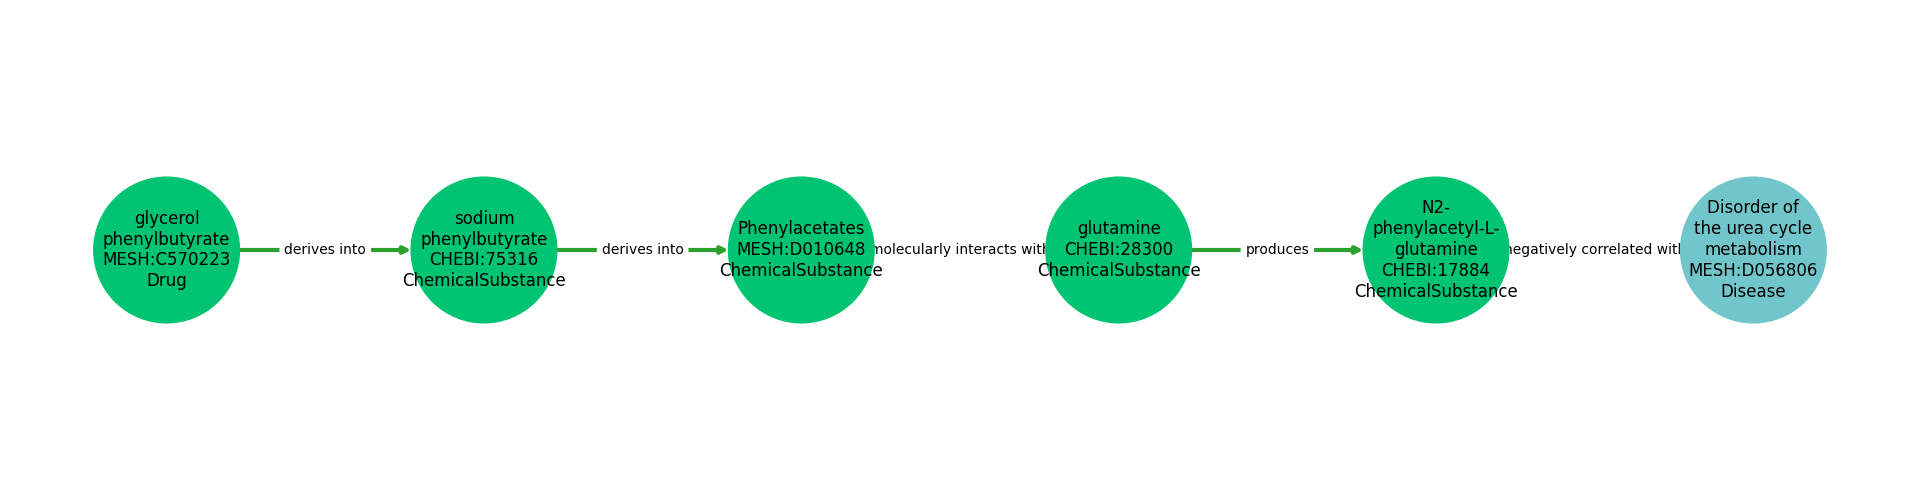 glycerol
phenylbutyrate
MESH:C570223
Drug
derives into
sodium
phenylbutyrate
CHEBI:75316
ChemicalSubstance
derives into
Phenylacetates
MESH:D010648
ChemicalSubstance
molecularly interacts with
glutamine
CHEBI:28300
ChemicalSubstance
produces
N2-
phenylacetyl-L-
glutamine
CHEBI:17884
ChemicalSubstance
negatively correlated with
Disorder of
the urea cycle
metabolism
MESH:D056806
Disease